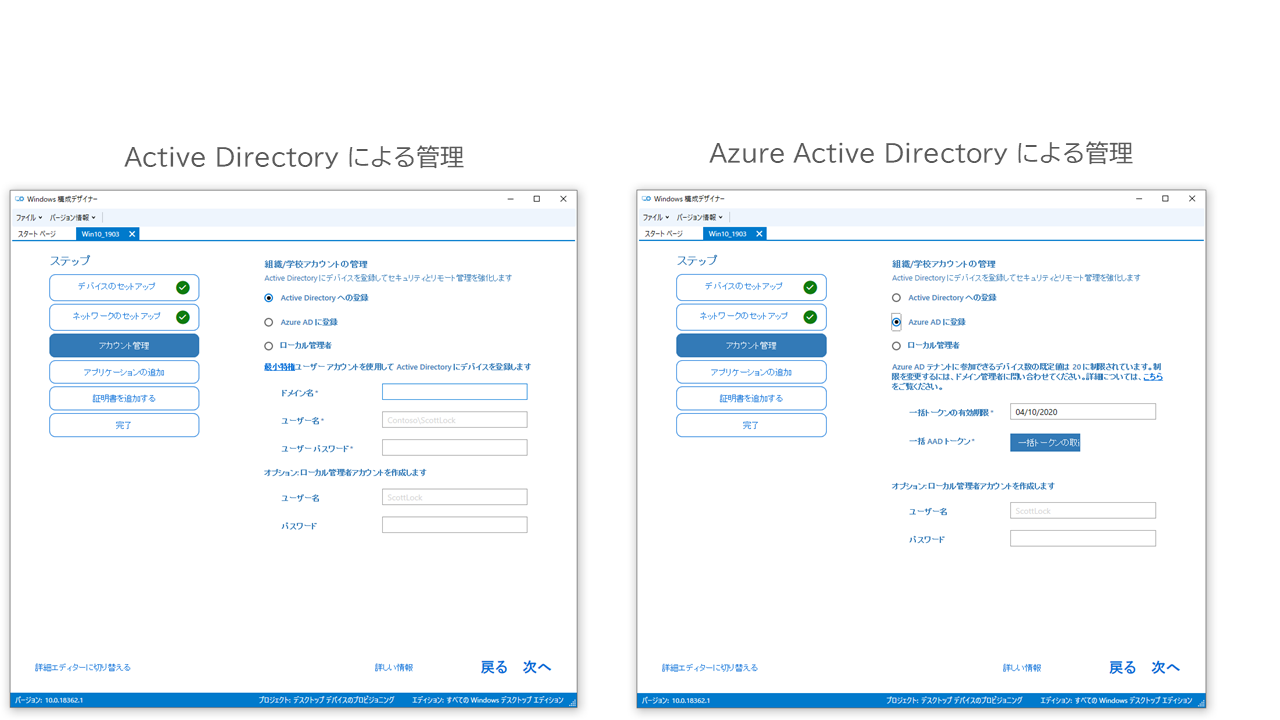 Active Directory による管理
Windows 構成デザイナー
ファイル バージョン情報
スタート ページ Win10_1903
ステップ
デバイスのセットアップ
ネットワークのセットアップ
アカウント管理
アプリケーションの追加
証明書を追加する
完了
組織/学校アカウントの管理
Active Directory にデバイスを登録してセキュリティとリモート管理を強化します
Active Directory への登録
Azure AD に登録
ローカル管理者
最小特権ユーザー アカウントを使用して Active Directory にデバイスを登録します
ドメイン名*
ユーザー名* Contoso\ScottLock
ユーザー パスワード*
オプション:ローカル管理者アカウントを作成します
ユーザー名 ScottLock
パスワード
詳細エディターに切り替える 詳しい情報 戻る 次へ
バージョン: 10.0.18362.1 プロジェクト: デスクトップ デバイスのプロビジョニング エディション: すべての Windows デスクトップ エディション
Azure Active Directory による管理
Windows 構成デザイナー
ファイル バージョン情報
スタート ページ Win10_1903
ステップ
デバイスのセットアップ
ネットワークのセットアップ
アカウント管理
アプリケーションの追加
証明書を追加する
完了
組織/学校アカウントの管理
Active Directory にデバイスを登録してセキュリティとリモート管理を強化します
Active Directory への登録
Azure AD に登録
ローカル管理者
Azure AD テナントに参加できるデバイス数の既定値は 20 に制限されています。制
限を変更するには、ドメイン管理者に問い合わせてください。詳細については、こちら
をご覧ください。
一括トークンの有効期限* 04/10/2020
一括 AAD トークン* 一括トークンの取
オプション:ローカル管理者アカウントを作成します
ユーザー名 ScottLock
パスワード
詳細エディターに切り替える 詳しい情報 戻る 次へ
バージョン: 10.0.18362.1 プロジェクト: デスクトップ デバイスのプロビジョニング エディション: すべての Windows デスクトップ エディション